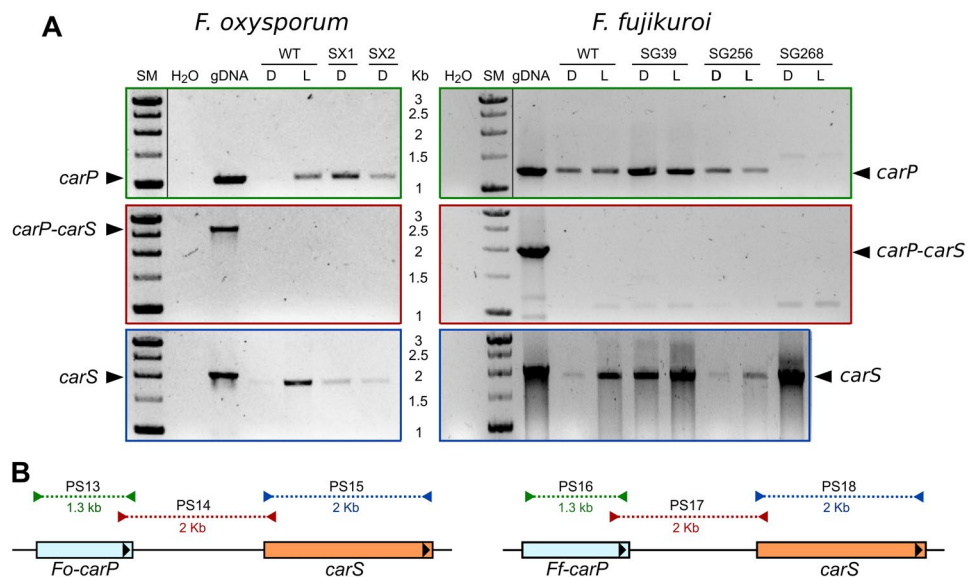 A
F. oxysporum
F. fujikuroi
WT SX1 SX2
WT SG39 SG256 SG268
SM H2O gDNA D L D D Kb H2O SM gDNA D L D L D L D L
3
2.5
2
1.5
1
carP
carP
3
2.5
2
1.5
1
carP-carS
carP-carS
3
2.5
2
1.5
1
carS
carS
B
PS13
1.3 kb
PS14
2 Kb
PS15
2 Kb
Fo-carP
carS
PS16
1.3 kb
PS17
2 Kb
PS18
2 Kb
Ff-carP
carS